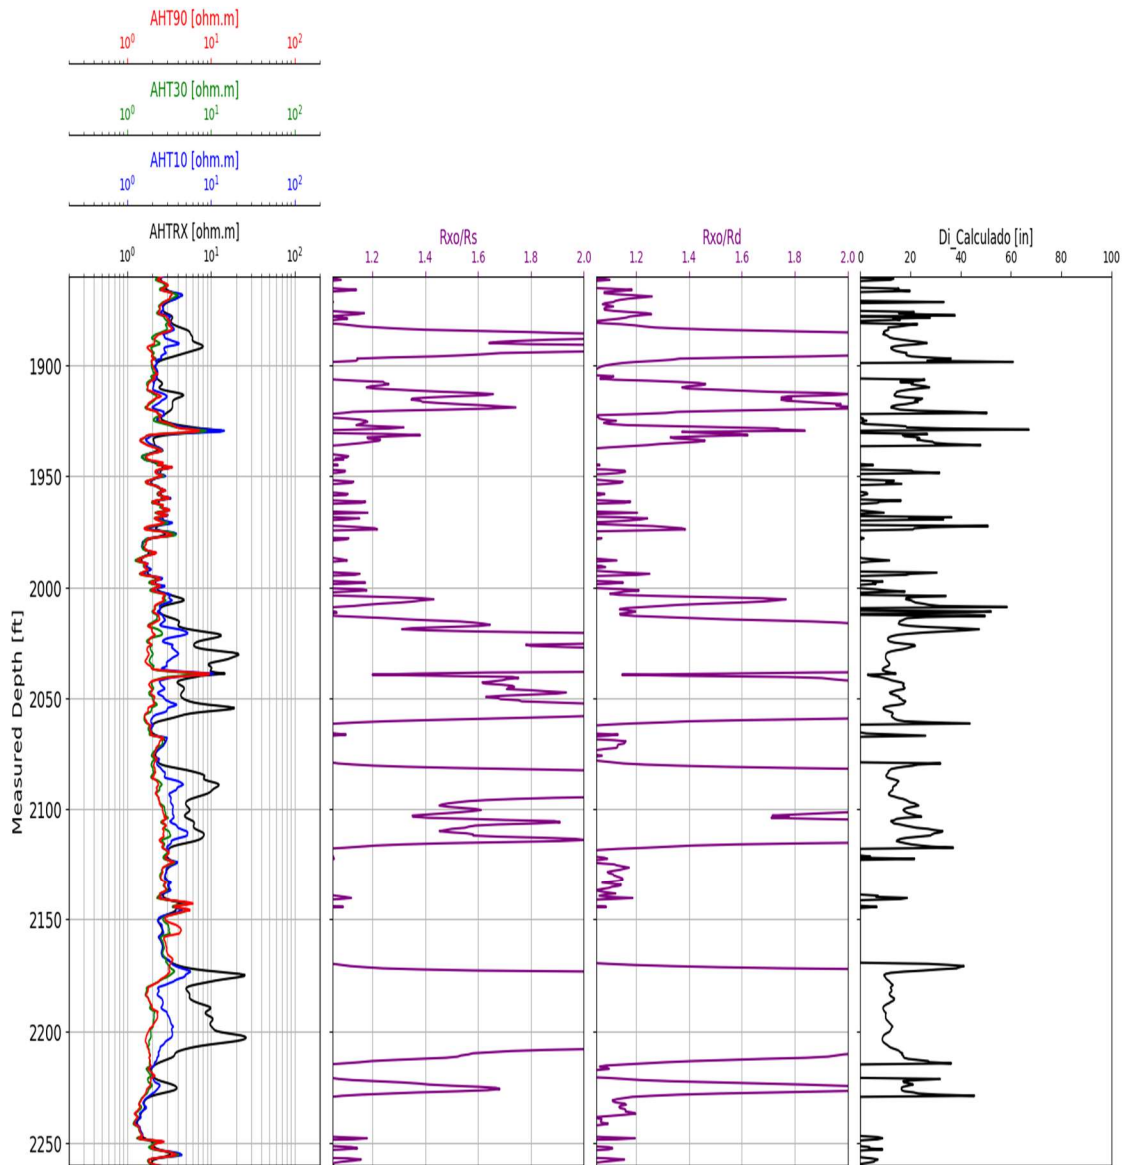 AHT90 [ohm.m]
10⁰ 10¹ 10²
AHT30 [ohm.m]
10⁰ 10¹ 10²
AHT10 [ohm.m]
10⁰ 10¹ 10²
AHTRX [ohm.m] Rxo/Rs Rxo/Rd Di_Calculado [in]
10⁰ 10¹ 10² 1.2 1.4 1.6 1.8 2.0 1.2 1.4 1.6 1.8 2.0 0 20 40 60 80 100
Measured Depth [ft]
1900
1950
2000
2050
2100
2150
2200
2250